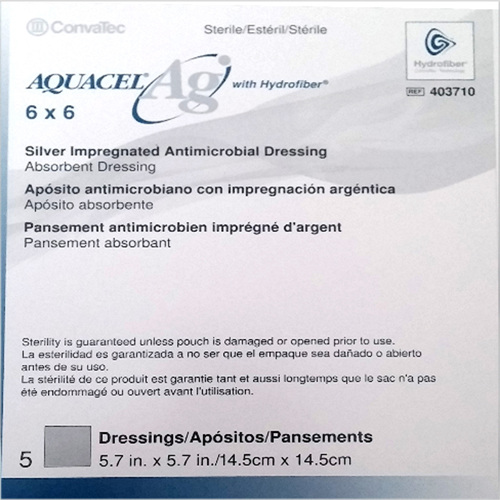 ConvaTec
Sterile/Estéril/Stérile
AQUACEL® Ag with Hydrofiber®
6 x 6
Hydrofiber®
REF 403710
Silver Impregnated Antimicrobial Dressing
Absorbent Dressing
Apósito antimicrobiano con impregnación argéntica
Apósito absorbente
Pansement antimicrobien imprégné d'argent
Pansement absorbant
Sterility is guaranteed unless pouch is damaged or opened prior to use.
La esterilidad es garantizada a no ser que el empaque sea dañado o abierto
antes de su uso.
La stérilité de ce produit est garantie tant et aussi longtemps que le sac n'a pas
été endommagé ou ouvert avant l'utilisation.
5
Dressings/Apósitos/Pansements
5.7 in. x 5.7 in./14.5cm x 14.5cm